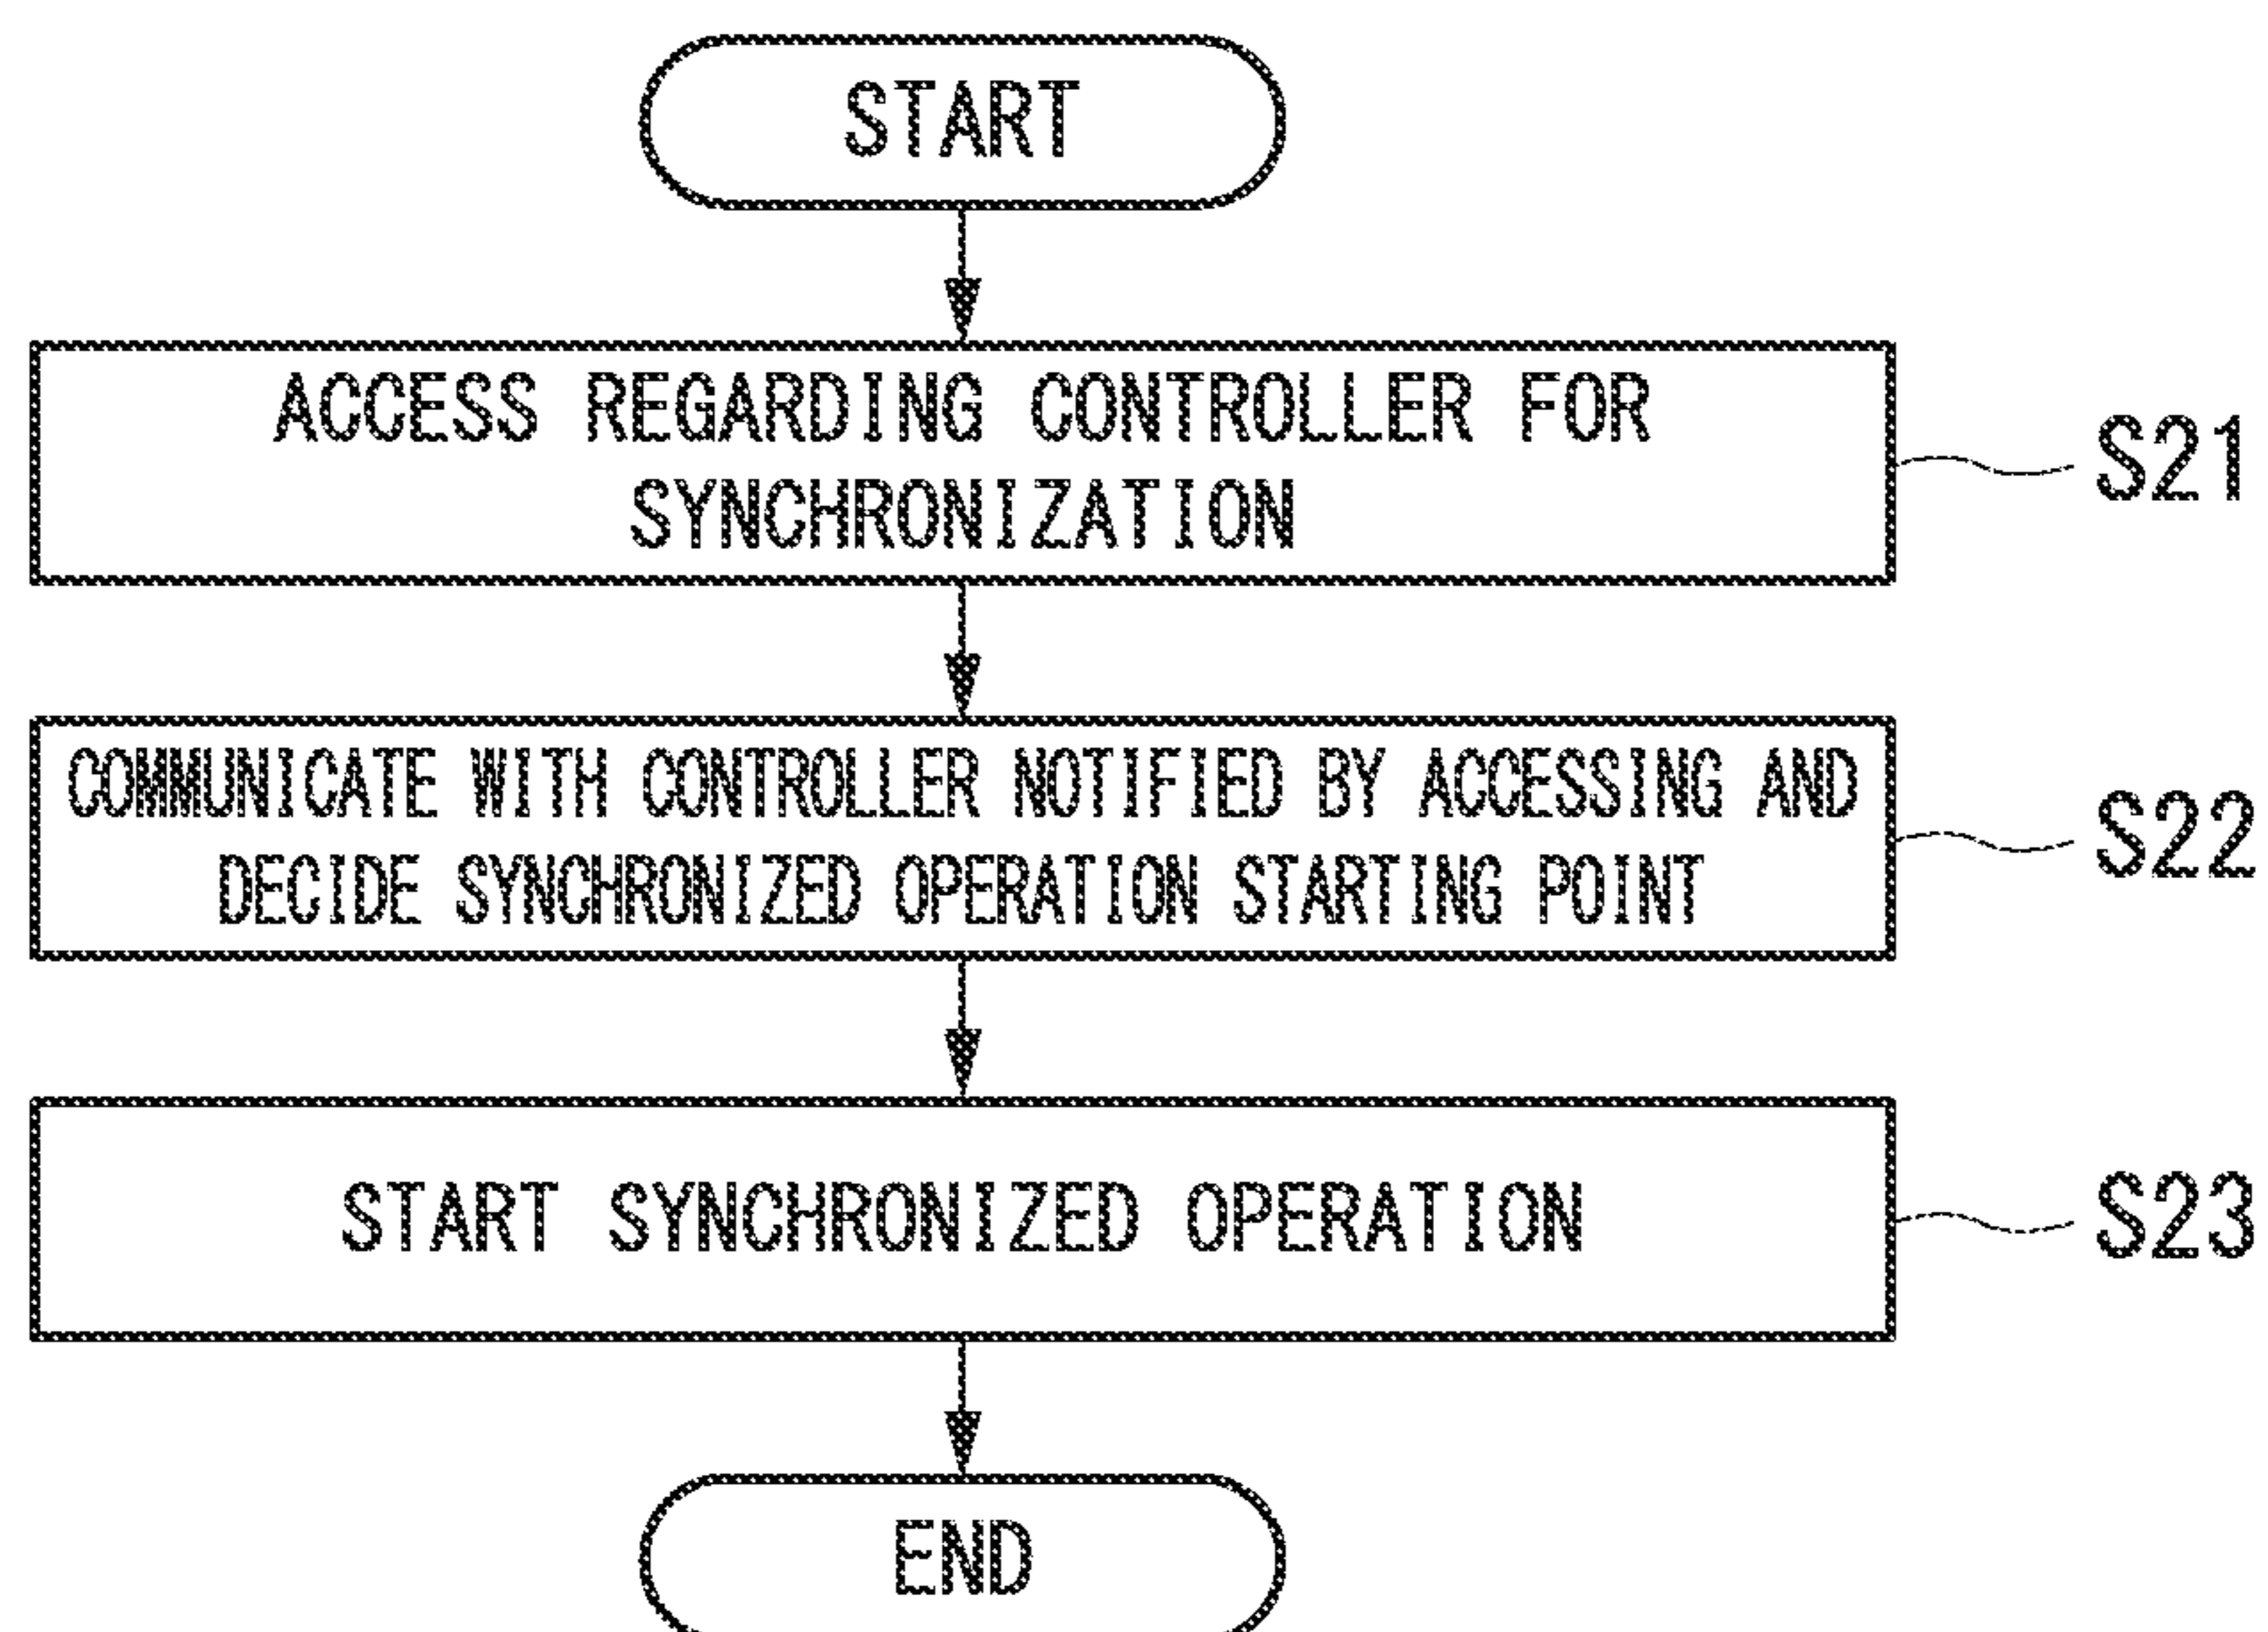 START
ACCESS REGARDING CONTROLLER FOR
SYNCHRONIZATION
S21
COMMUNICATE WITH CONTROLLER NOTIFIED BY ACCESSING AND
DECIDE SYNCHRONIZED OPERATION STARTING POINT
S22
START SYNCHRONIZED OPERATION
S23
END